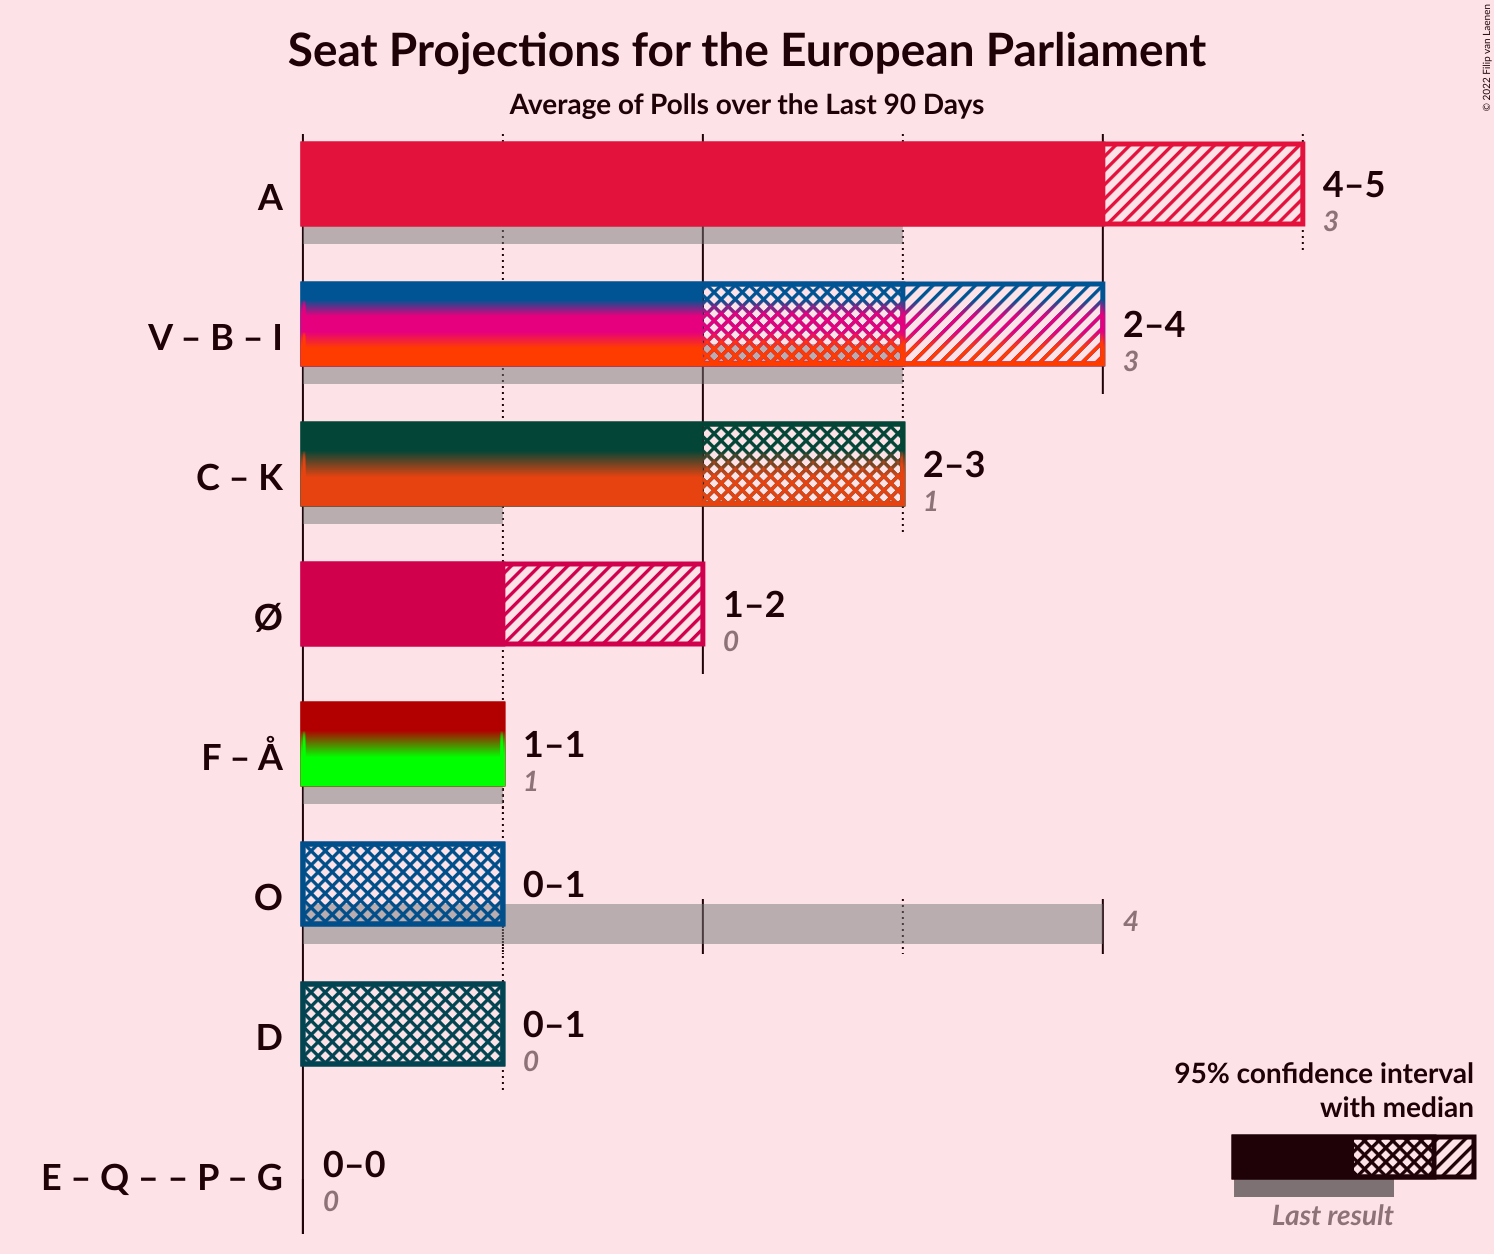 Seat Projections for the European Parliament
Average of Polls over the Last 90 Days
© 2022 Filip van Laenen
A
4–5
3
V – B – I
2–4
3
C – K
2–3
1
Ø
1–2
0
F – Å
1–1
1
O
0–1
4
D
0–1
0
E – Q – – P – G
0–0
0
95% confidence interval
with median
Last result